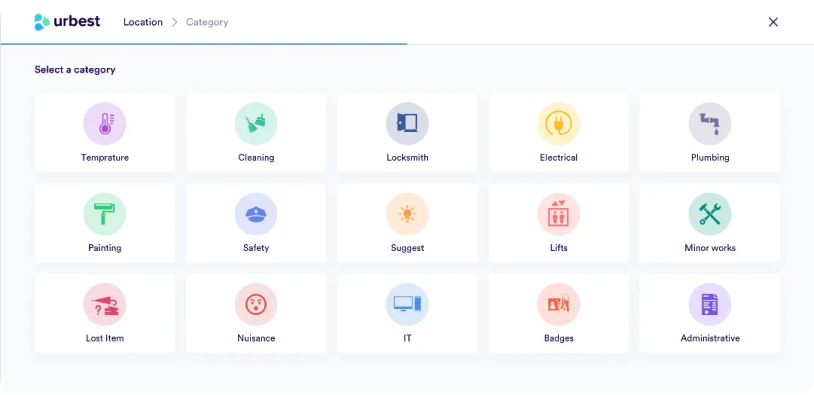 urbest
Location > Category
Select a category
Temprature
Cleaning
Locksmith
Electrical
Plumbing
Painting
Safety
Suggest
Lifts
Minor works
Lost Item
Nuisance
IT
Badges
Administrative